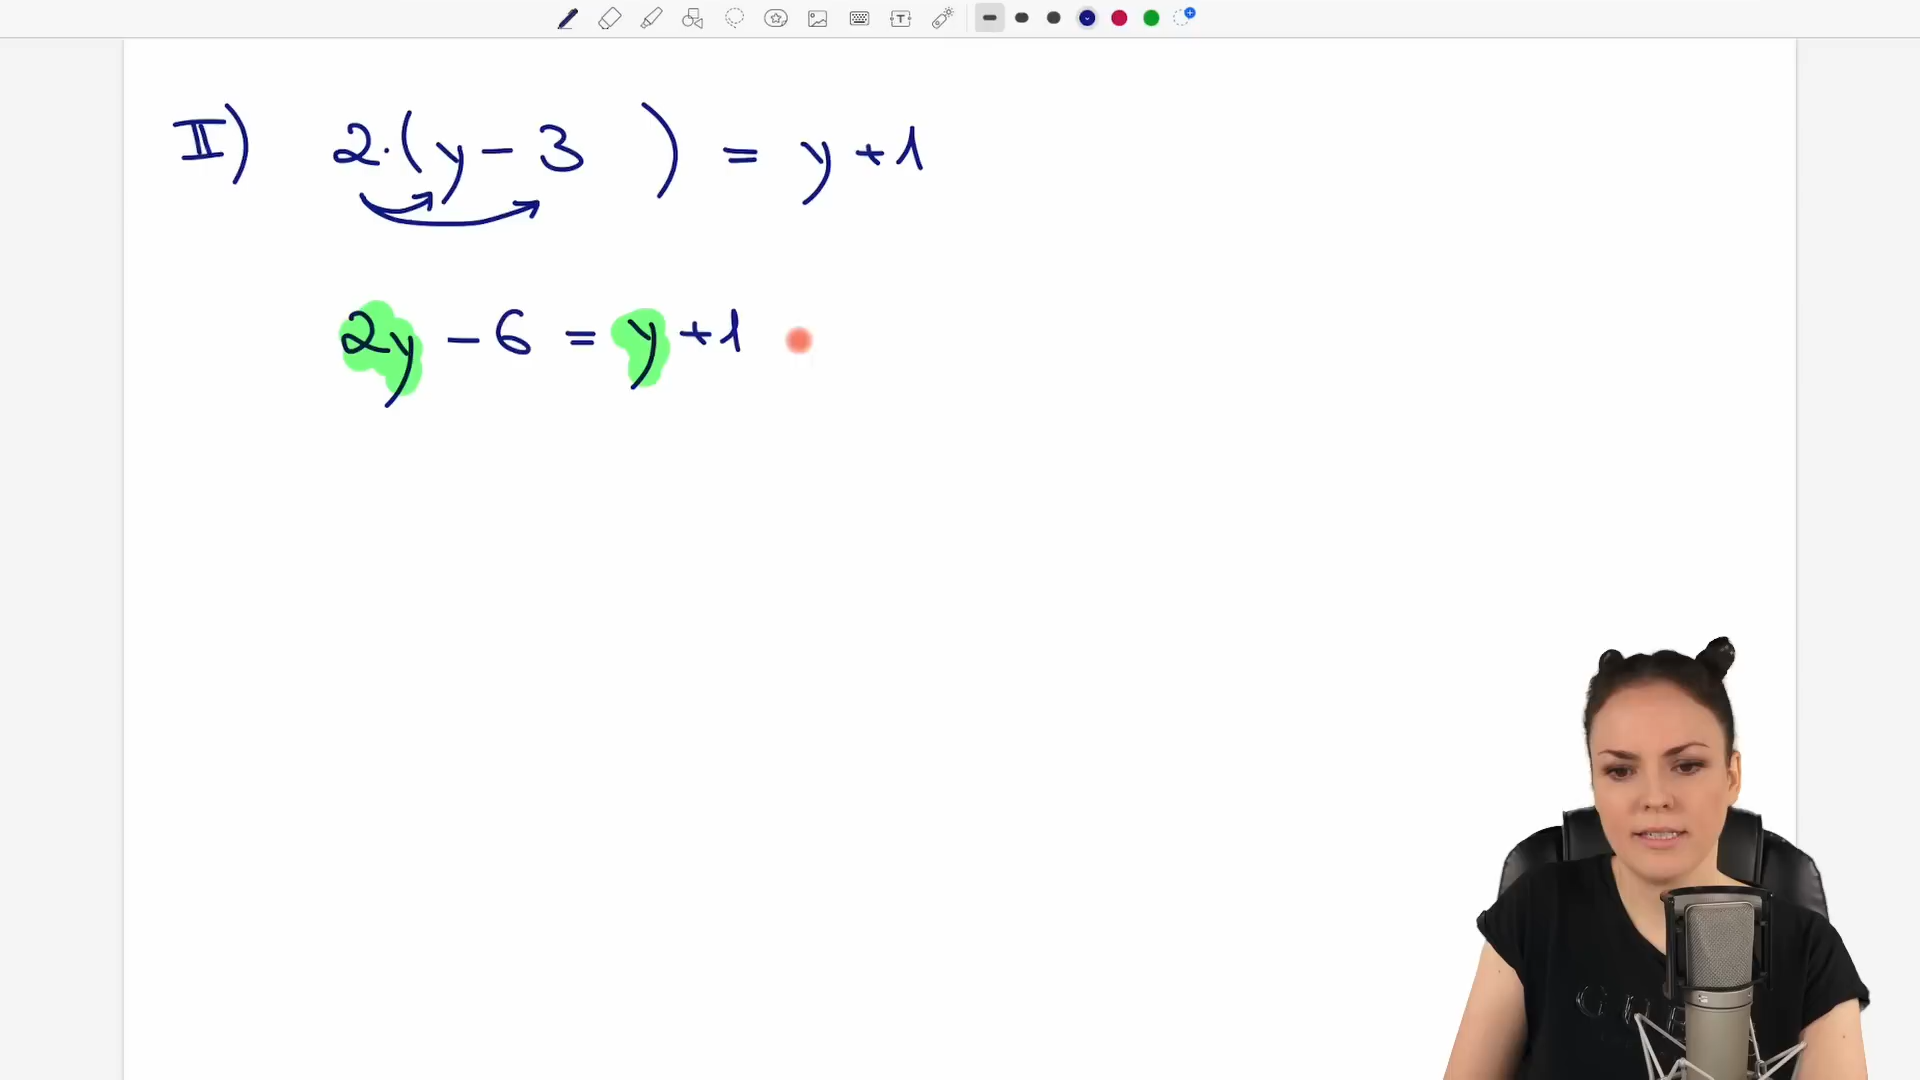 II) 2·(y - 3 ) = y + 1
2y - 6 = y + 1